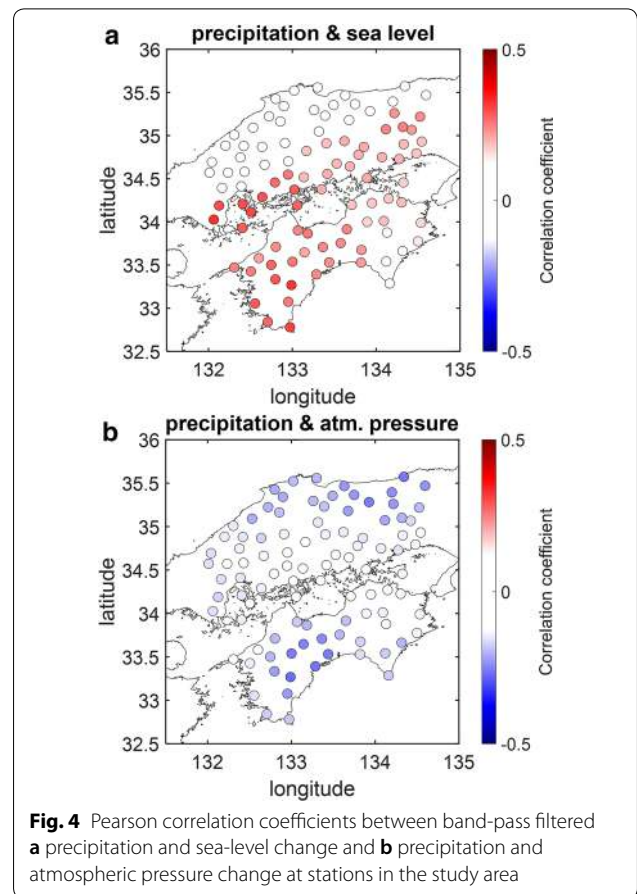 a precipitation & sea level
36
35.5
35
34.5
34
33.5
33
32.5
latitude
132 133 134 135
longitude
0.5
0
-0.5
Correlation coefficient
b precipitation & atm. pressure
36
35.5
35
34.5
34
33.5
33
32.5
latitude
132 133 134 135
longitude
0.5
0
-0.5
Correlation coefficient
Fig. 4 Pearson correlation coefficients between band-pass filtered
a precipitation and sea-level change and b precipitation and
atmospheric pressure change at stations in the study area